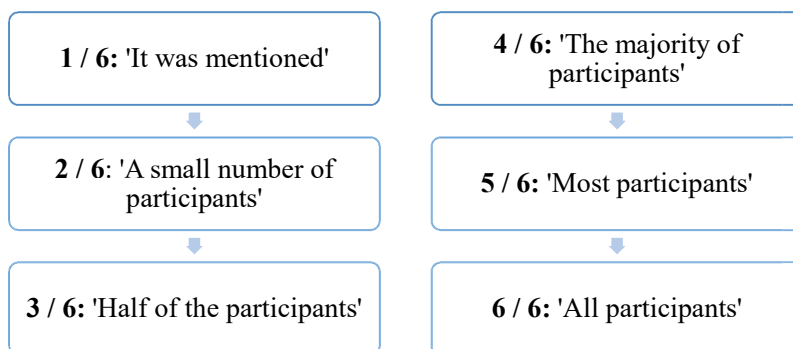 1 / 6: 'It was mentioned'
2 / 6: 'A small number of
participants'
3 / 6: 'Half of the participants'
4 / 6: 'The majority of
participants'
5 / 6: 'Most participants'
6 / 6: 'All participants'